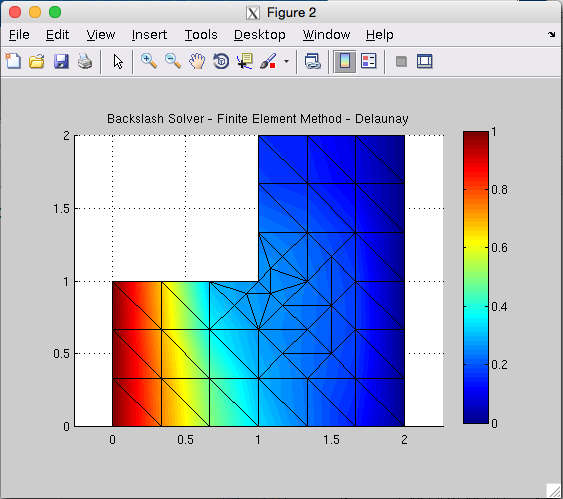 Figure 2
File Edit View Insert Tools Desktop Window Help
Backslash Solver - Finite Element Method - Delaunay
2
1.5
1
0.5
0
0 0.5 1 1.5 2
1
0.8
0.6
0.4
0.2
0